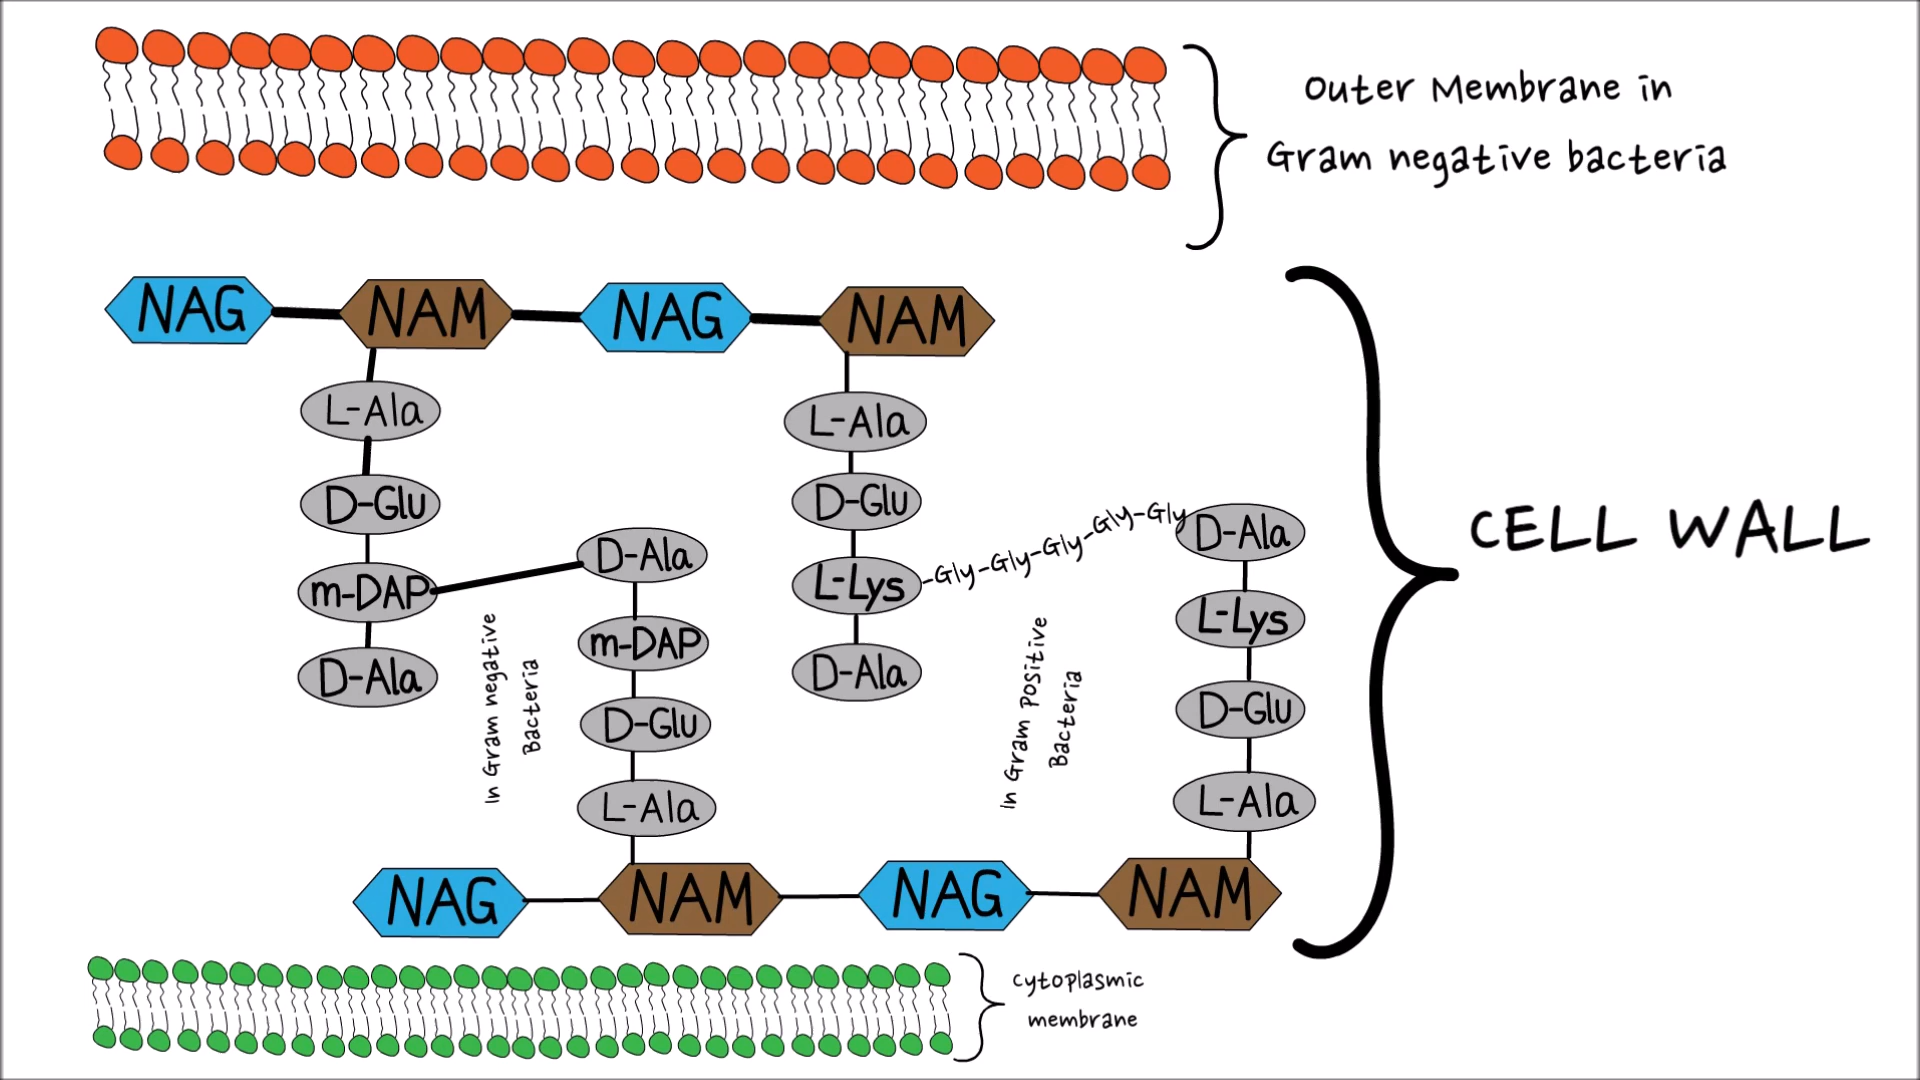 Outer Membrane in
Gram negative bacteria
NAG NAM NAG NAM
L-Ala
D-Glu
m-DAP
D-Ala
In Gram negative
Bacteria
D-Ala
m-DAP
D-Glu
L-Ala
L-Ala
D-Glu
L-Lys
D-Ala
-Gly-Gly-Gly-Gly-Gly
In Gram Positive
Bacteria
D-Ala
L-Lys
D-Glu
L-Ala
CELL WALL
NAG NAM NAG NAM
cytoplasmic
membrane